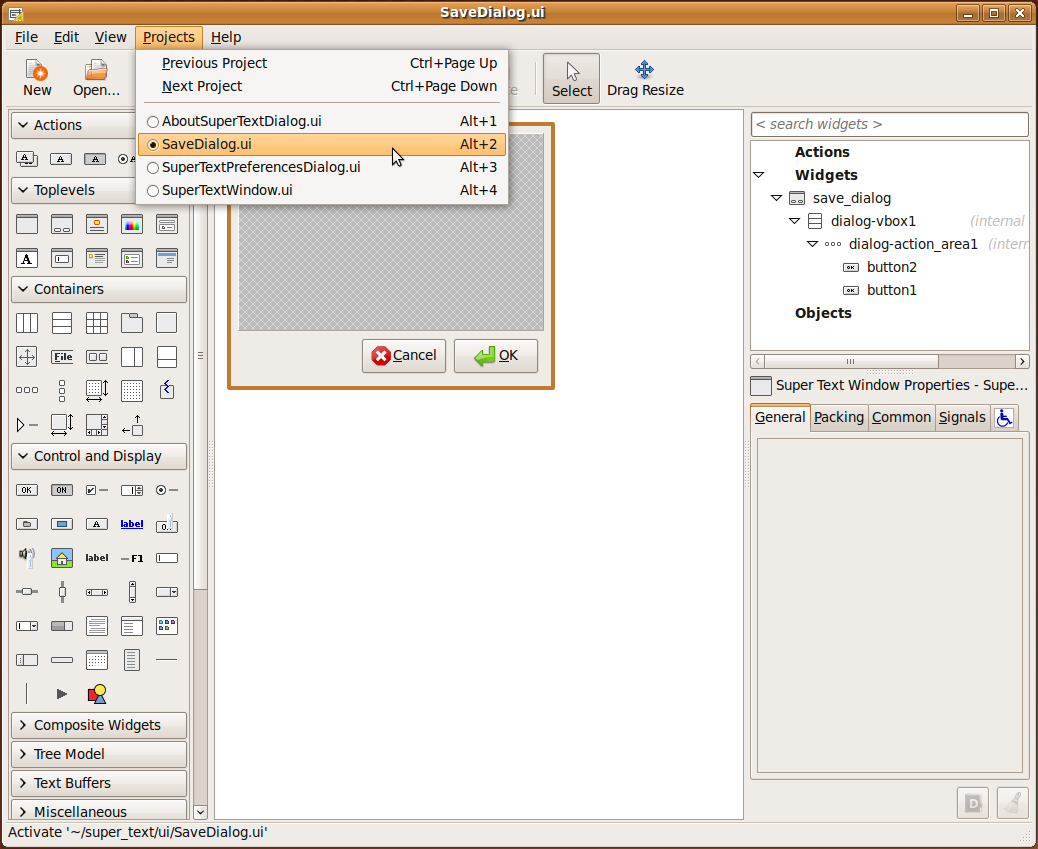 SaveDialog.ui
File Edit View Projects Help
New Open... Select Drag Resize
Previous Project Ctrl+Page Up
Next Project Ctrl+Page Down
AboutSuperTextDialog.ui Alt+1
SaveDialog.ui Alt+2
SuperTextPreferencesDialog.ui Alt+3
SuperTextWindow.ui Alt+4
Actions
Toplevels
Containers
File
Control and Display
OK ON
label
label F1
Composite Widgets
Tree Model
Text Buffers
Miscellaneous
Cancel OK
< search widgets >
Actions
Widgets
save_dialog
dialog-vbox1 (internal
dialog-action_area1 (intern
button2
button1
Objects
Super Text Window Properties - Supe...
General Packing Common Signals
Activate '~/super_text/ui/SaveDialog.ui'